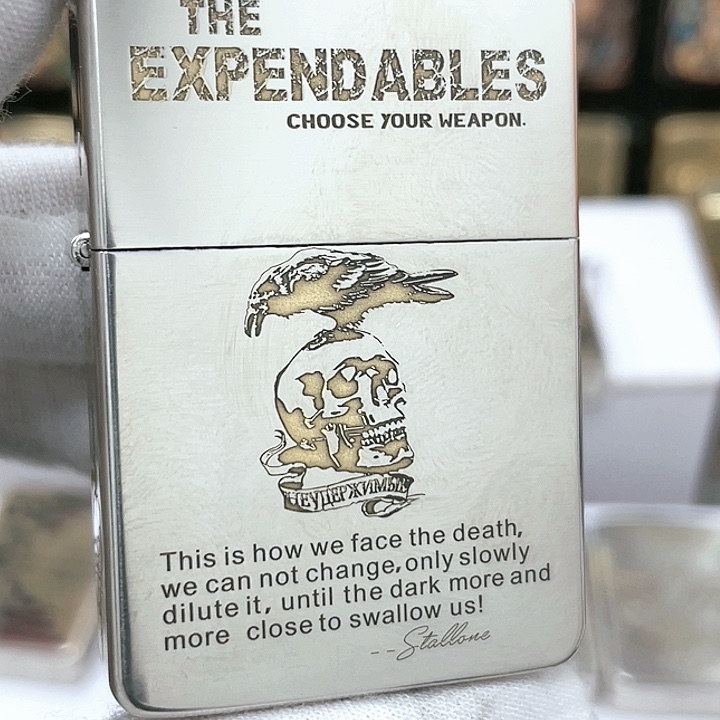 THE
EXPENDABLES
CHOOSE YOUR WEAPON.
НЕУДЕРЖИМЫЕ
This is how we face the death,
we can not change, only slowly
dilute it, until the dark more and
more close to swallow us!
--Stallone